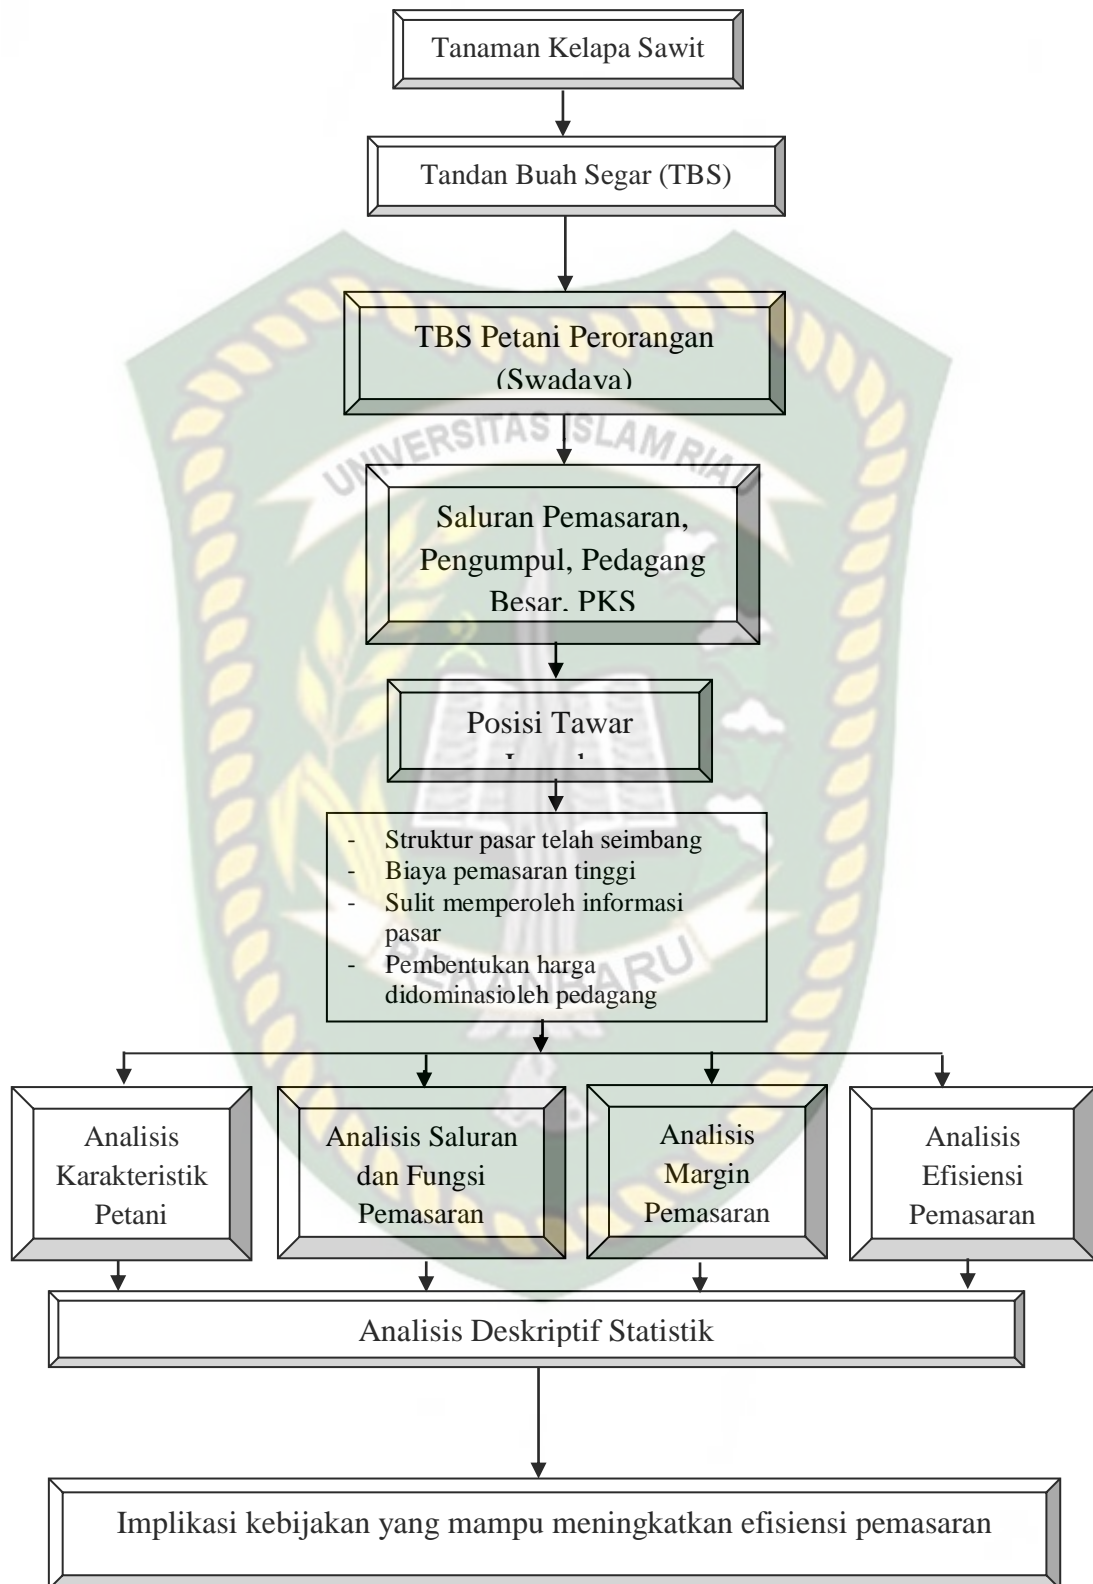 Tanaman Kelapa Sawit
Tandan Buah Segar (TBS)
TBS Petani Perorangan
(Swadaya)
UNIVERSITAS ISLAM RIAU
Saluran Pemasaran,
Pengumpul, Pedagang
Besar, PKS
Posisi Tawar
- Struktur pasar telah seimbang
- Biaya pemasaran tinggi
- Sulit memperoleh informasi
pasar
- Pembentukan harga
didominasioleh pedagang
PEKANBARU
Analisis
Karakteristik
Petani
Analisis Saluran
dan Fungsi
Pemasaran
Analisis
Margin
Pemasaran
Analisis
Efisiensi
Pemasaran
Analisis Deskriptif Statistik
Implikasi kebijakan yang mampu meningkatkan efisiensi pemasaran